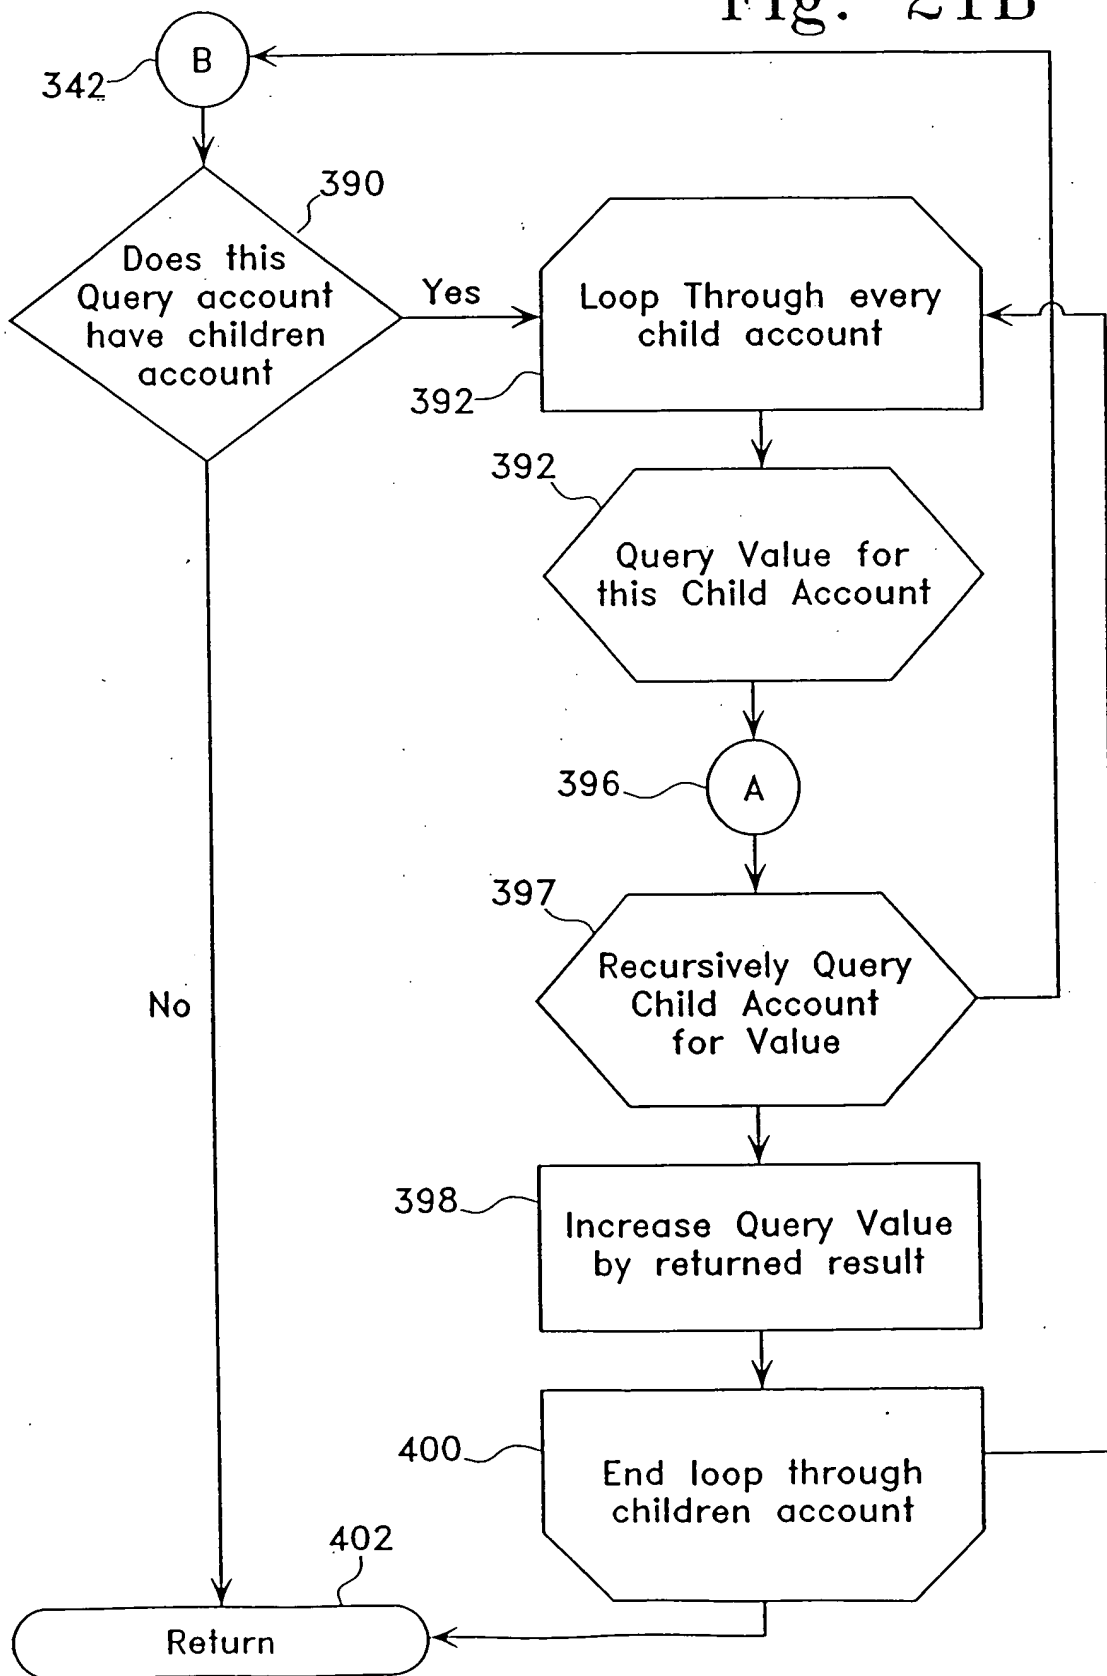 Fig. 21B
B
342
390
Does this
Query account
have children
account
Yes
Loop Through every
child account
392
392
Query Value for
this Child Account
396
A
397
Recursively Query
Child Account
for Value
No
398
Increase Query Value
by returned result
400
End loop through
children account
402
Return